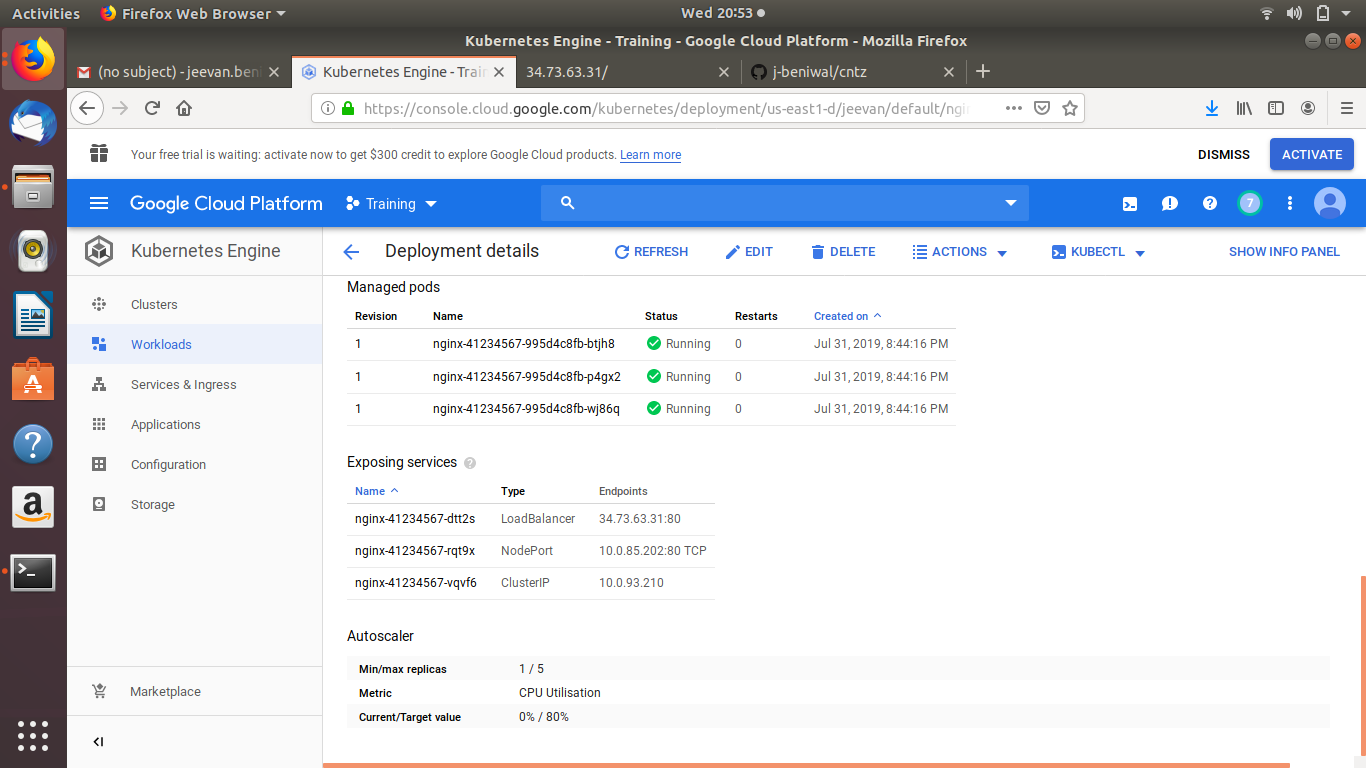 Activities Firefox Web Browser Wed 20:53
Kubernetes Engine - Training - Google Cloud Platform - Mozilla Firefox
(no subject) - jeevan.beni Kubernetes Engine - Train 34.73.63.31/ j-beniwal/cntz
https://console.cloud.google.com/kubernetes/deployment/us-east1-d/jeevan/default/ngin
Your free trial is waiting: activate now to get $300 credit to explore Google Cloud products. Learn more DISMISS ACTIVATE
Google Cloud Platform Training 7
Kubernetes Engine Deployment details REFRESH EDIT DELETE ACTIONS KUBECTL SHOW INFO PANEL
Clusters
Workloads
Services & Ingress
Applications
Configuration
Storage
Marketplace
Managed pods
Revision Name Status Restarts Created on
1 nginx-41234567-995d4c8fb-btjh8 Running 0 Jul 31, 2019, 8:44:16 PM
1 nginx-41234567-995d4c8fb-p4gx2 Running 0 Jul 31, 2019, 8:44:16 PM
1 nginx-41234567-995d4c8fb-wj86q Running 0 Jul 31, 2019, 8:44:16 PM
Exposing services
Name Type Endpoints
nginx-41234567-dtt2s LoadBalancer 34.73.63.31:80
nginx-41234567-rqt9x NodePort 10.0.85.202:80 TCP
nginx-41234567-vqvf6 ClusterIP 10.0.93.210
Autoscaler
Min/max replicas 1 / 5
Metric CPU Utilisation
Current/Target value 0% / 80%